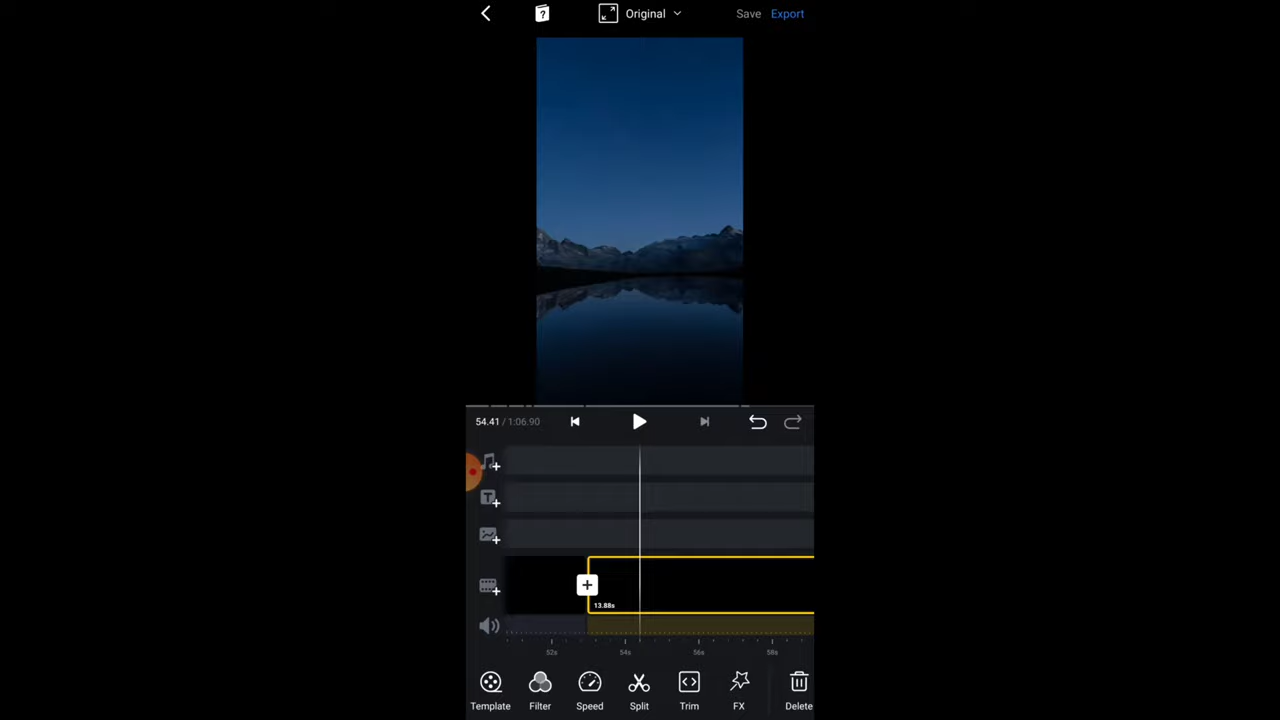 Original
Save
Export
54.41 / 1:06.90
13.88s
52s 54s 56s 58s
Template Filter Speed Split Trim FX Delete